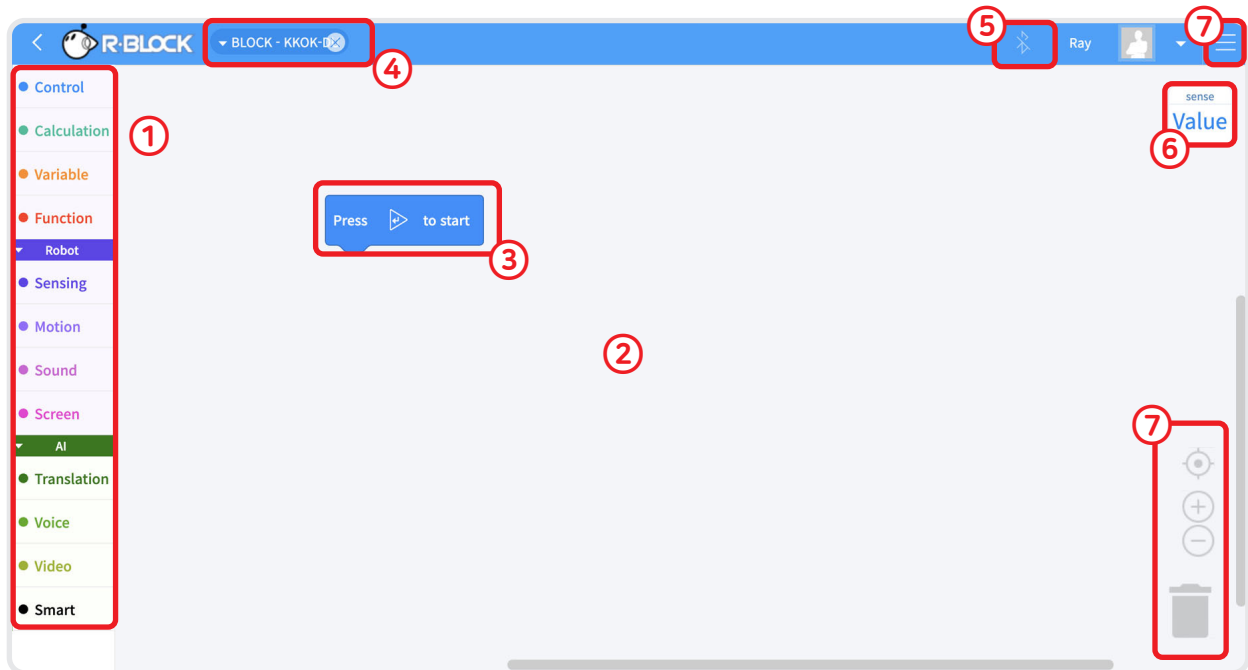 R·BLOCK
BLOCK - KKOK-D
④
⑤
Ray
⑦
Control
Calculation
Variable
Function
Robot
Sensing
Motion
Sound
Screen
AI
Translation
Voice
Video
Smart
①
Press to start
③
②
sense
Value
⑥
⑦